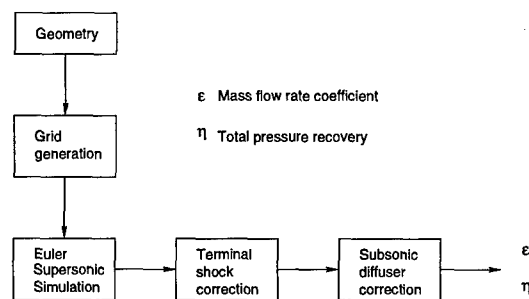 Geometry
ε Mass flow rate coefficient
Grid
generation
η Total pressure recovery
Euler
Supersonic
Simulation
Terminal
shock
correction
Subsonic
diffuser
correction
ε
η